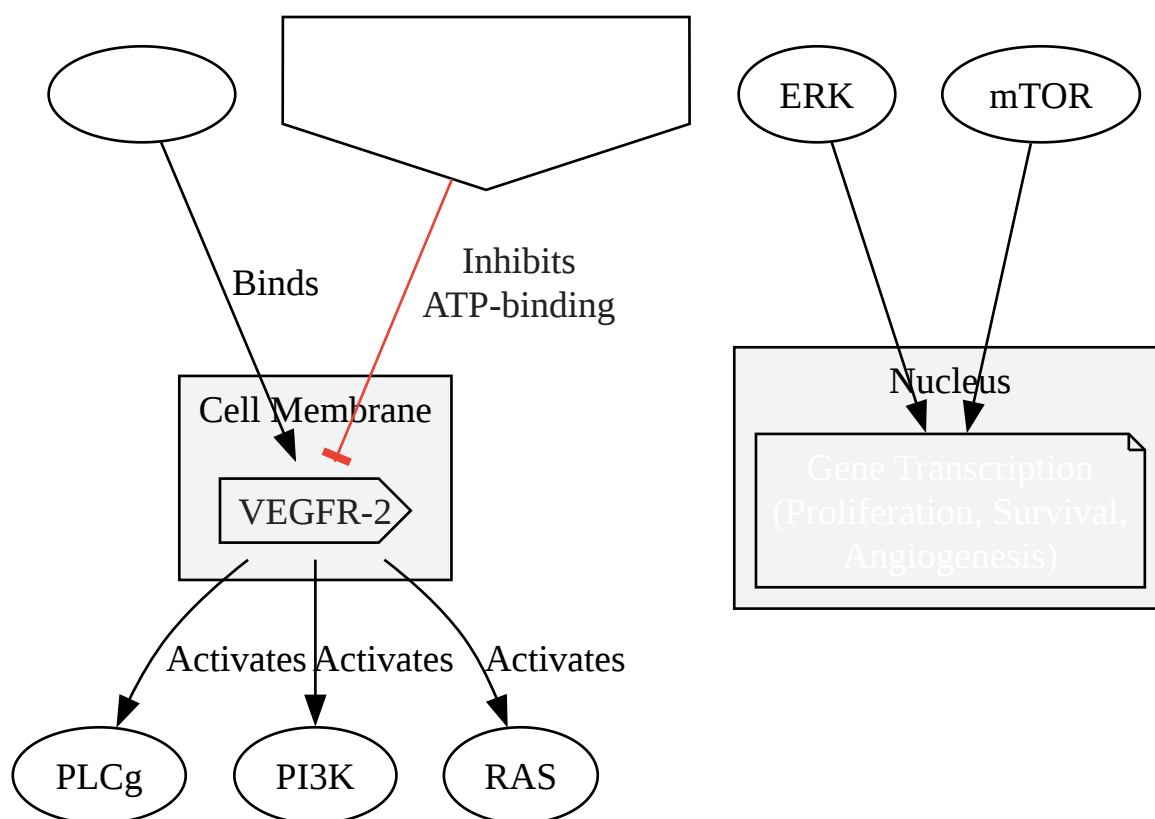 ERK
mTOR
Binds
Inhibits
ATP-binding
Cell Membrane
VEGFR-2
Nucleus
Gene Transcription
(Proliferation, Survival,
Angiogenesis)
Activates
Activates
Activates
PLCg
PI3K
RAS